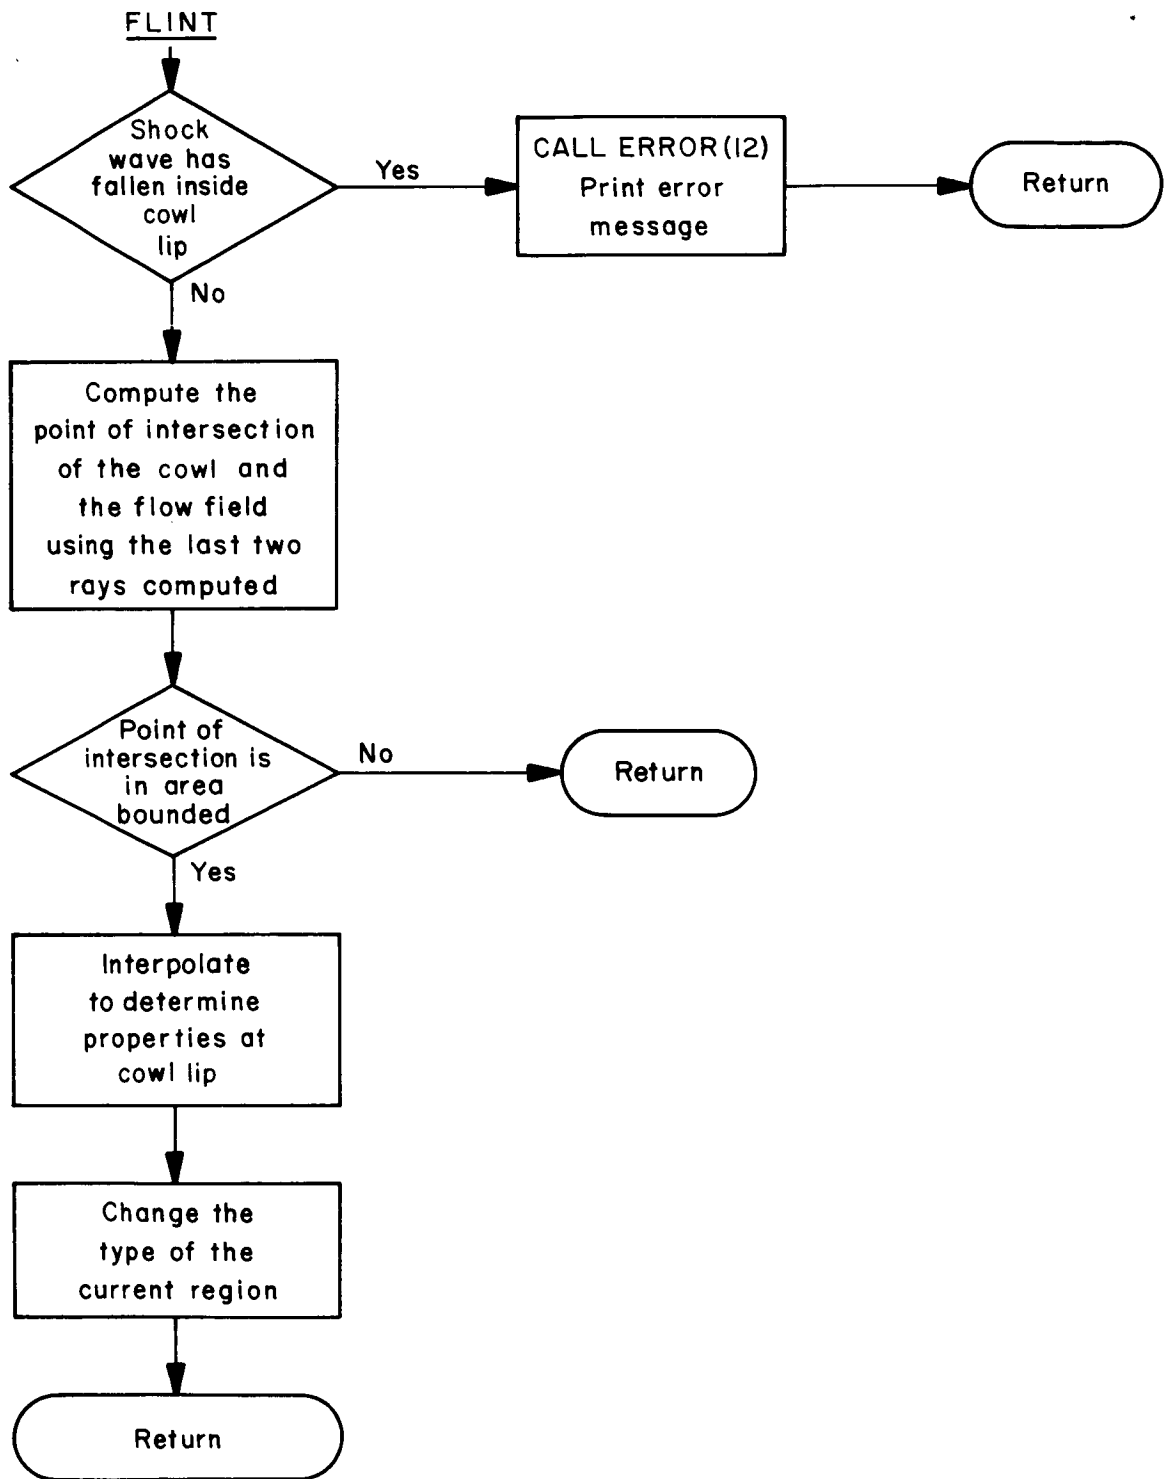 FLINT
Shock
wave has
fallen inside
cowl
lip
Yes
CALL ERROR(12)
Print error
message
Return
No
Compute the
point of intersection
of the cowl and
the flow field
using the last two
rays computed
Point of
intersection is
in area
bounded
No
Return
Yes
Interpolate
to determine
properties at
cowl lip
Change the
type of the
current region
Return